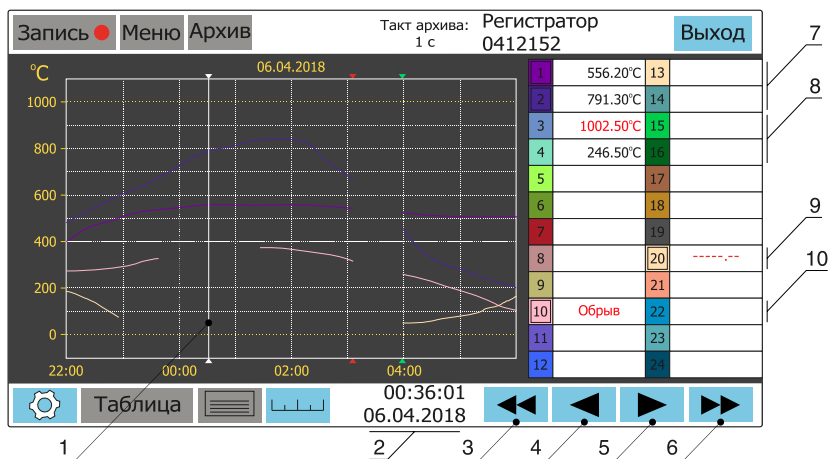 Запись Меню Архив Такт архива: 1 с Регистратор 0412152 Выход
°C 06.04.2018
1000
800
600
400
200
0
22:00 00:00 02:00 04:00
1 556.20°C 13
2 791.30°C 14
3 1002.50°C 15
4 246.50°C 16
5 17
6 18
7 19
8 20 -----.--
9 21
10 Обрыв 22
11 23
12 24
7
8
9
10
Таблица 00:36:01
06.04.2018
1 2 3 4 5 6